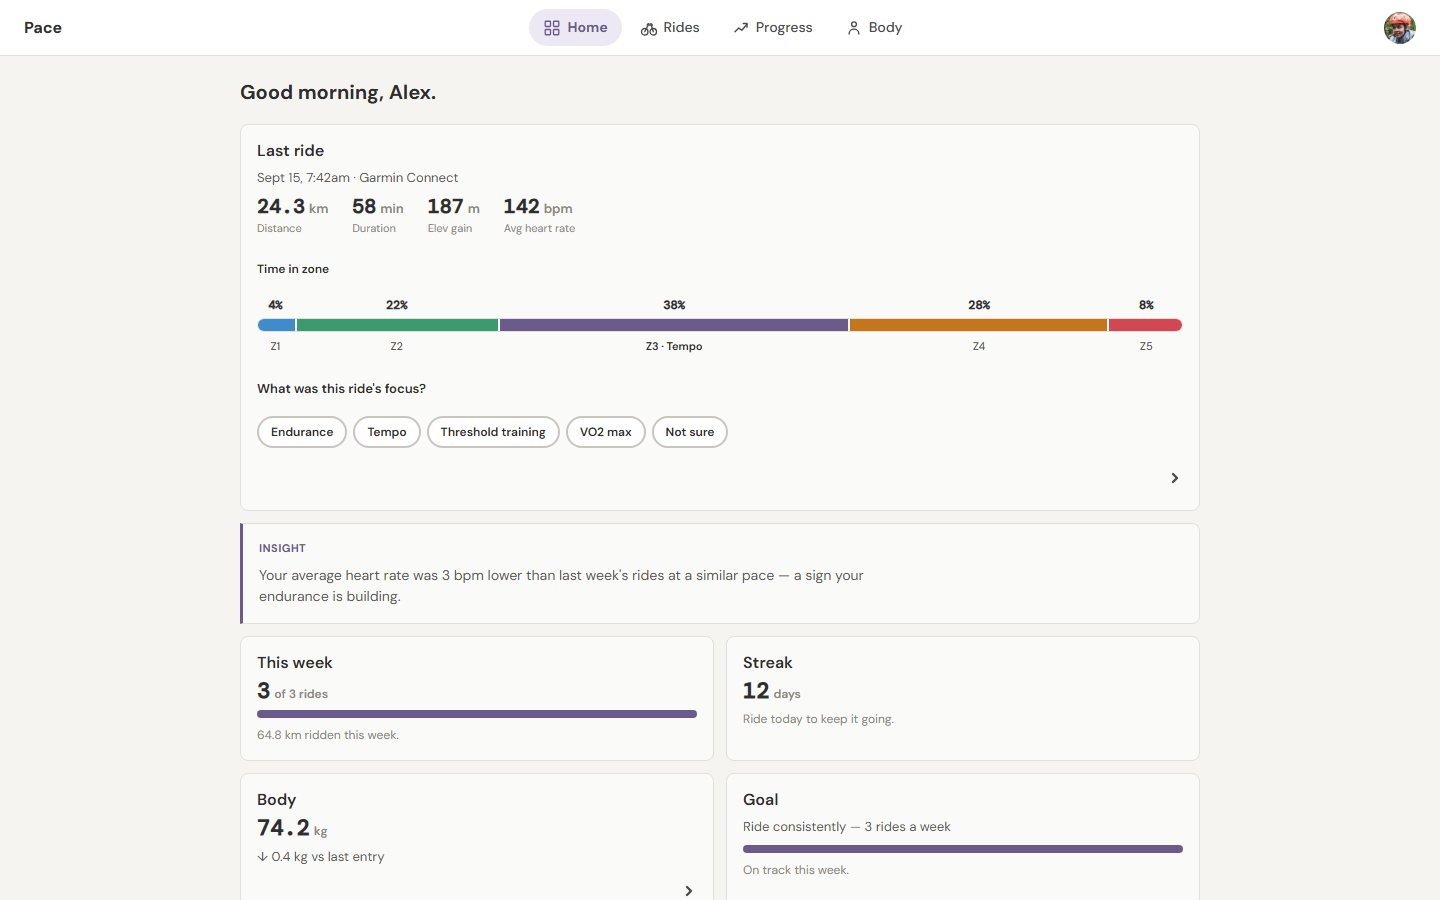 Pace
Home
Rides
Progress
Body
Good morning, Alex.
Last ride
Sept 15, 7:42am · Garmin Connect
24.3 km
58 min
187 m
142 bpm
Distance
Duration
Elev gain
Avg heart rate
Time in zone
4%
22%
38%
28%
8%
Z1
Z2
Z3 · Tempo
Z4
Z5
What was this ride's focus?
Endurance
Tempo
Threshold training
VO2 max
Not sure
INSIGHT
Your average heart rate was 3 bpm lower than last week's rides at a similar pace — a sign your
endurance is building.
This week
3 of 3 rides
64.8 km ridden this week.
Streak
12 days
Ride today to keep it going.
Body
74.2 kg
↓ 0.4 kg vs last entry
Goal
Ride consistently — 3 rides a week
On track this week.